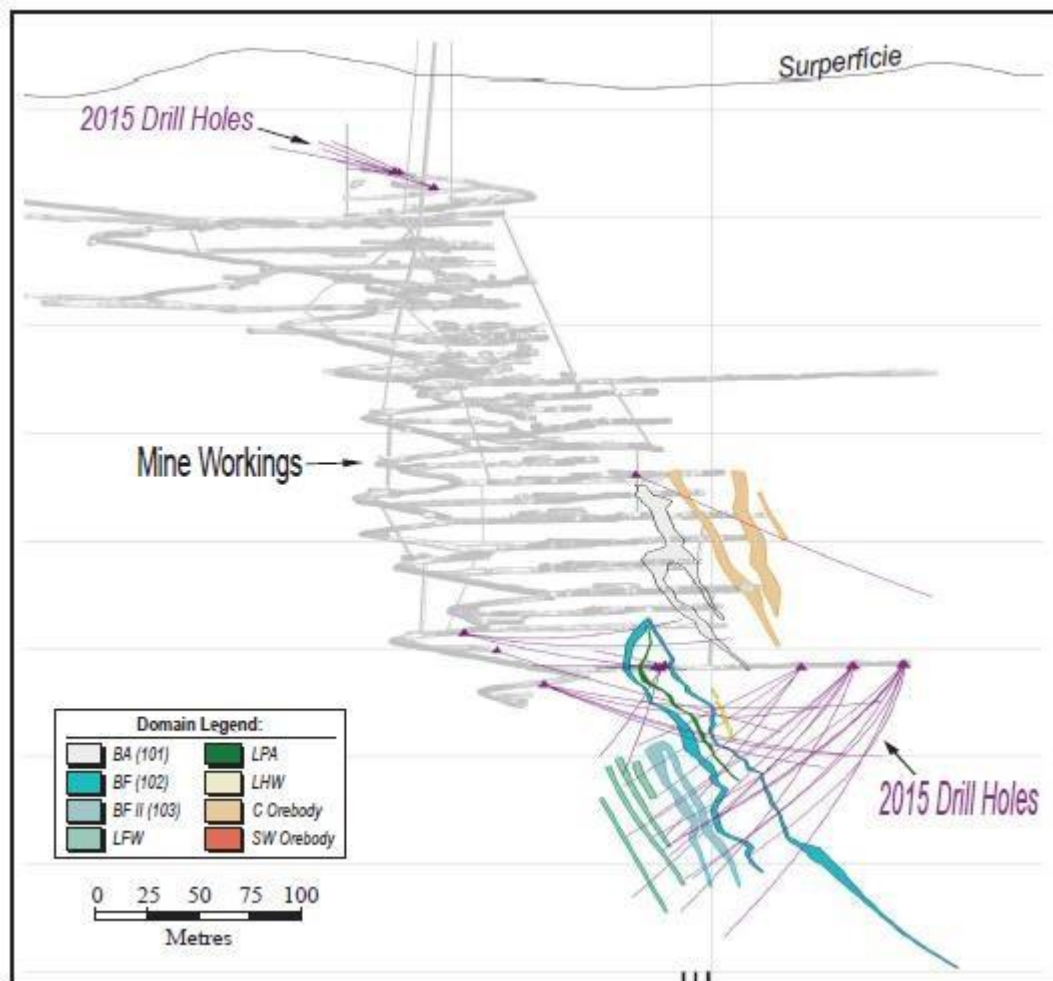 Surperfície
2015 Drill Holes
Mine Workings
Domain Legend:
BA (101)
LPA
BF (102)
LHW
BF II (103)
C Orebody
LFW
SW Orebody
2015 Drill Holes
0 25 50 75 100
Metres